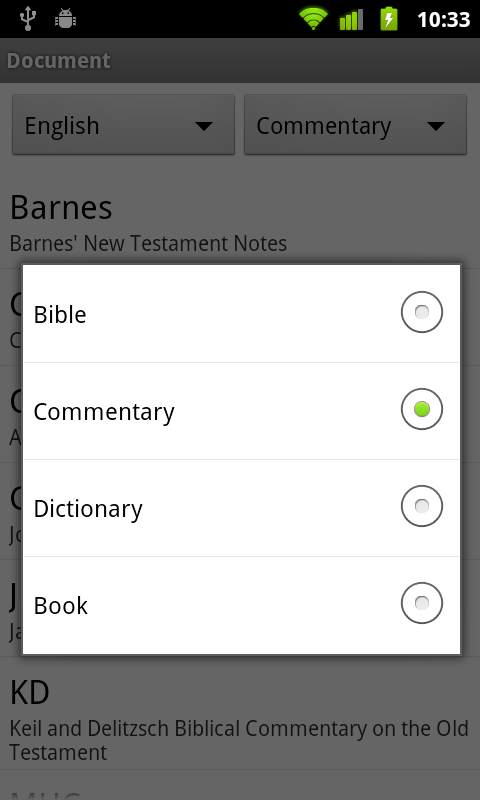 10:33
Document
English
Commentary
Barnes
Barnes' New Testament Notes
Bible
Commentary
Dictionary
Book
KD
Keil and Delitzsch Biblical Commentary on the Old
Testament